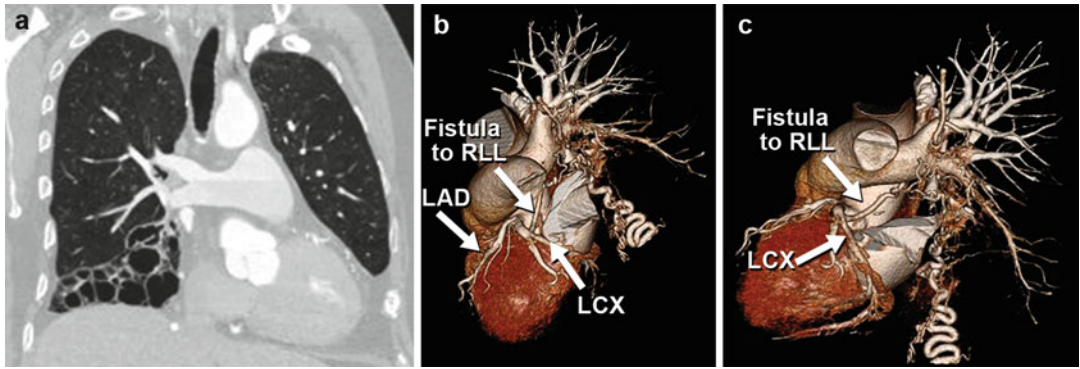 a
b
Fistula
to RLL
LAD
LCX
c
Fistula
to RLL
LCX